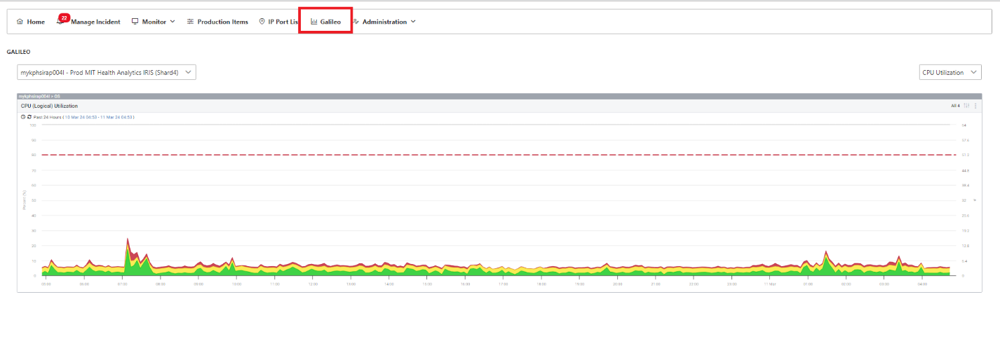 Home 22 Manage Incident Monitor Production Items IP Port Lis Galileo Administration
GALILEO
mykphsirap004l - Prod MIT Health Analytics IRIS (Shard4) CPU Utilization
mykphsirap004l > OS
CPU (Logical) Utilization All 4
Past 24 Hours ( 10 Mar 24 04:53 - 11 Mar 24 04:53 )
100 64
90 57.6
80 51.2
70 44.8
60 38.4
Percent (%)
50 32
40 25.6
30 19.2
20 12.8
10 6.4
0 0
05:00 06:00 07:00 08:00 09:00 10:00 11:00 12:00 13:00 14:00 15:00 16:00 17:00 18:00 19:00 20:00 21:00 22:00 23:00 11 Mar 01:00 02:00 03:00 04:00